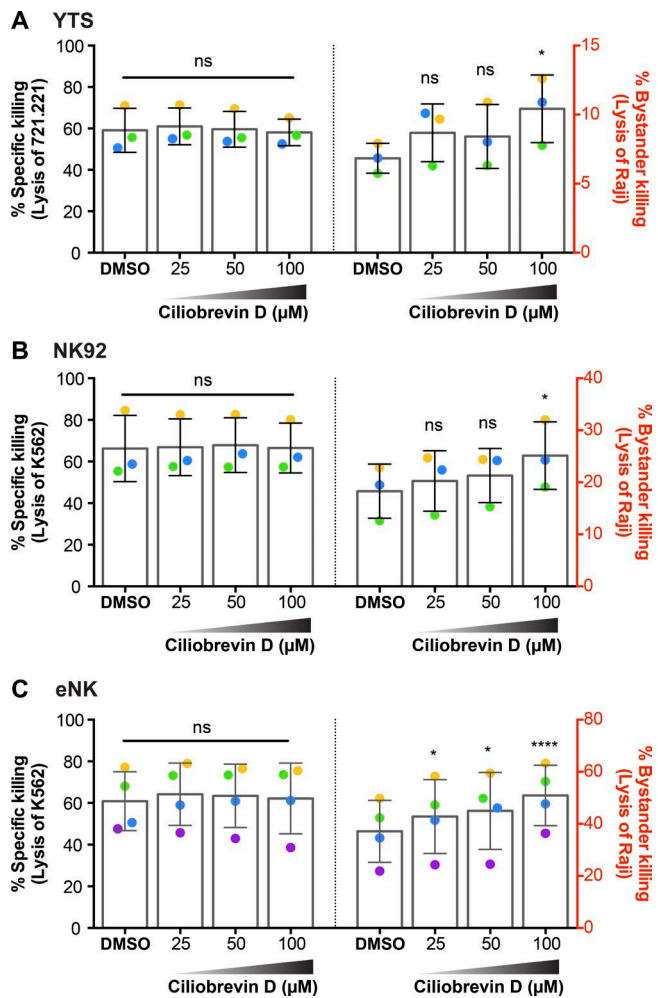 A YTS
% Specific killing
(Lysis of 721.221)
100
80
60
40
20
0
ns
ns
ns
*
15
10
5
0
% Bystander killing
(Lysis of Raji)
DMSO 25 50 100 DMSO 25 50 100
Ciliobrevin D (µM) Ciliobrevin D (µM)
B NK92
% Specific killing
(Lysis of K562)
100
80
60
40
20
0
ns
ns
ns
*
40
30
20
10
0
% Bystander killing
(Lysis of Raji)
DMSO 25 50 100 DMSO 25 50 100
Ciliobrevin D (µM) Ciliobrevin D (µM)
C eNK
% Specific killing
(Lysis of K562)
100
80
60
40
20
0
ns
*
*
****
80
60
40
20
0
% Bystander killing
(Lysis of Raji)
DMSO 25 50 100 DMSO 25 50 100
Ciliobrevin D (µM) Ciliobrevin D (µM)